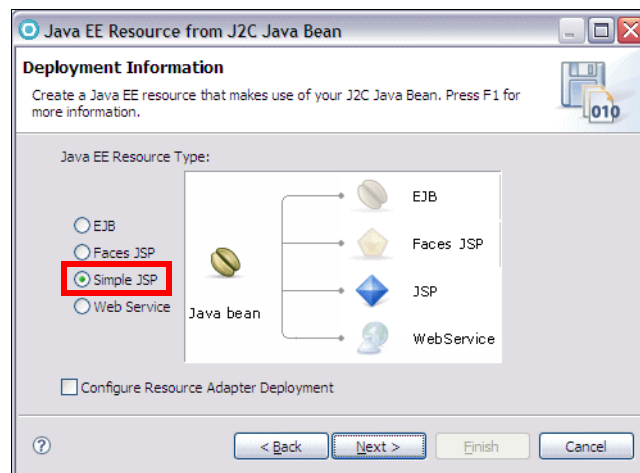 Java EE Resource from J2C Java Bean
Deployment Information
Create a Java EE resource that makes use of your J2C Java Bean. Press F1 for
more information.
010
Java EE Resource Type:
EJB
Faces JSP
Simple JSP
Web Service
Java bean
EJB
Faces JSP
JSP
WebService
Configure Resource Adapter Deployment
?
< Back
Next >
Finish
Cancel